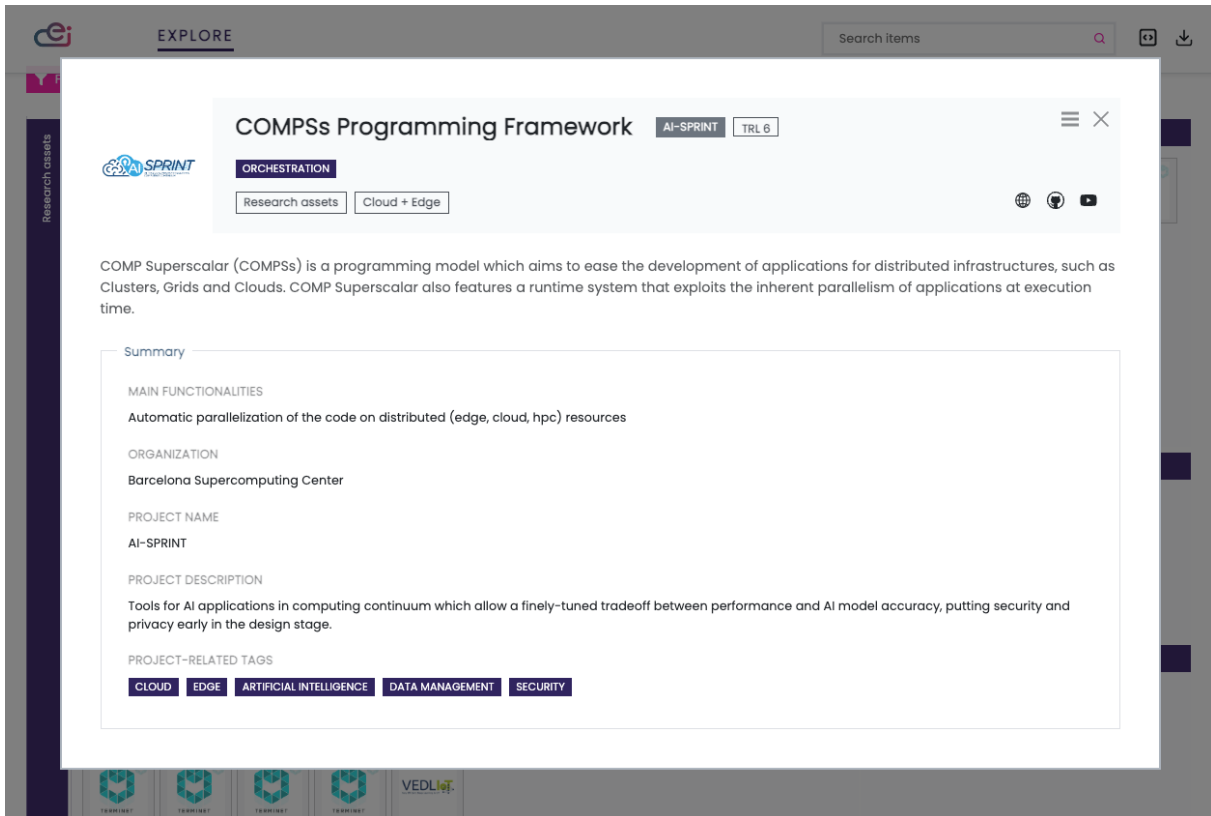 EXPLORE
Search items
Research assets
COMPSs Programming Framework AI-SPRINT TRL 6
AI SPRINT
ORCHESTRATION
Research assets Cloud + Edge
COMP Superscalar (COMPSs) is a programming model which aims to ease the development of applications for distributed infrastructures, such as
Clusters, Grids and Clouds. COMP Superscalar also features a runtime system that exploits the inherent parallelism of applications at execution
time.
Summary
MAIN FUNCTIONALITIES
Automatic parallelization of the code on distributed (edge, cloud, hpc) resources
ORGANIZATION
Barcelona Supercomputing Center
PROJECT NAME
AI-SPRINT
PROJECT DESCRIPTION
Tools for AI applications in computing continuum which allow a finely-tuned tradeoff between performance and AI model accuracy, putting security and
privacy early in the design stage.
PROJECT-RELATED TAGS
CLOUD EDGE ARTIFICIAL INTELLIGENCE DATA MANAGEMENT SECURITY
VEDLIoT
TERMINET TERMINET TERMINET TERMINET